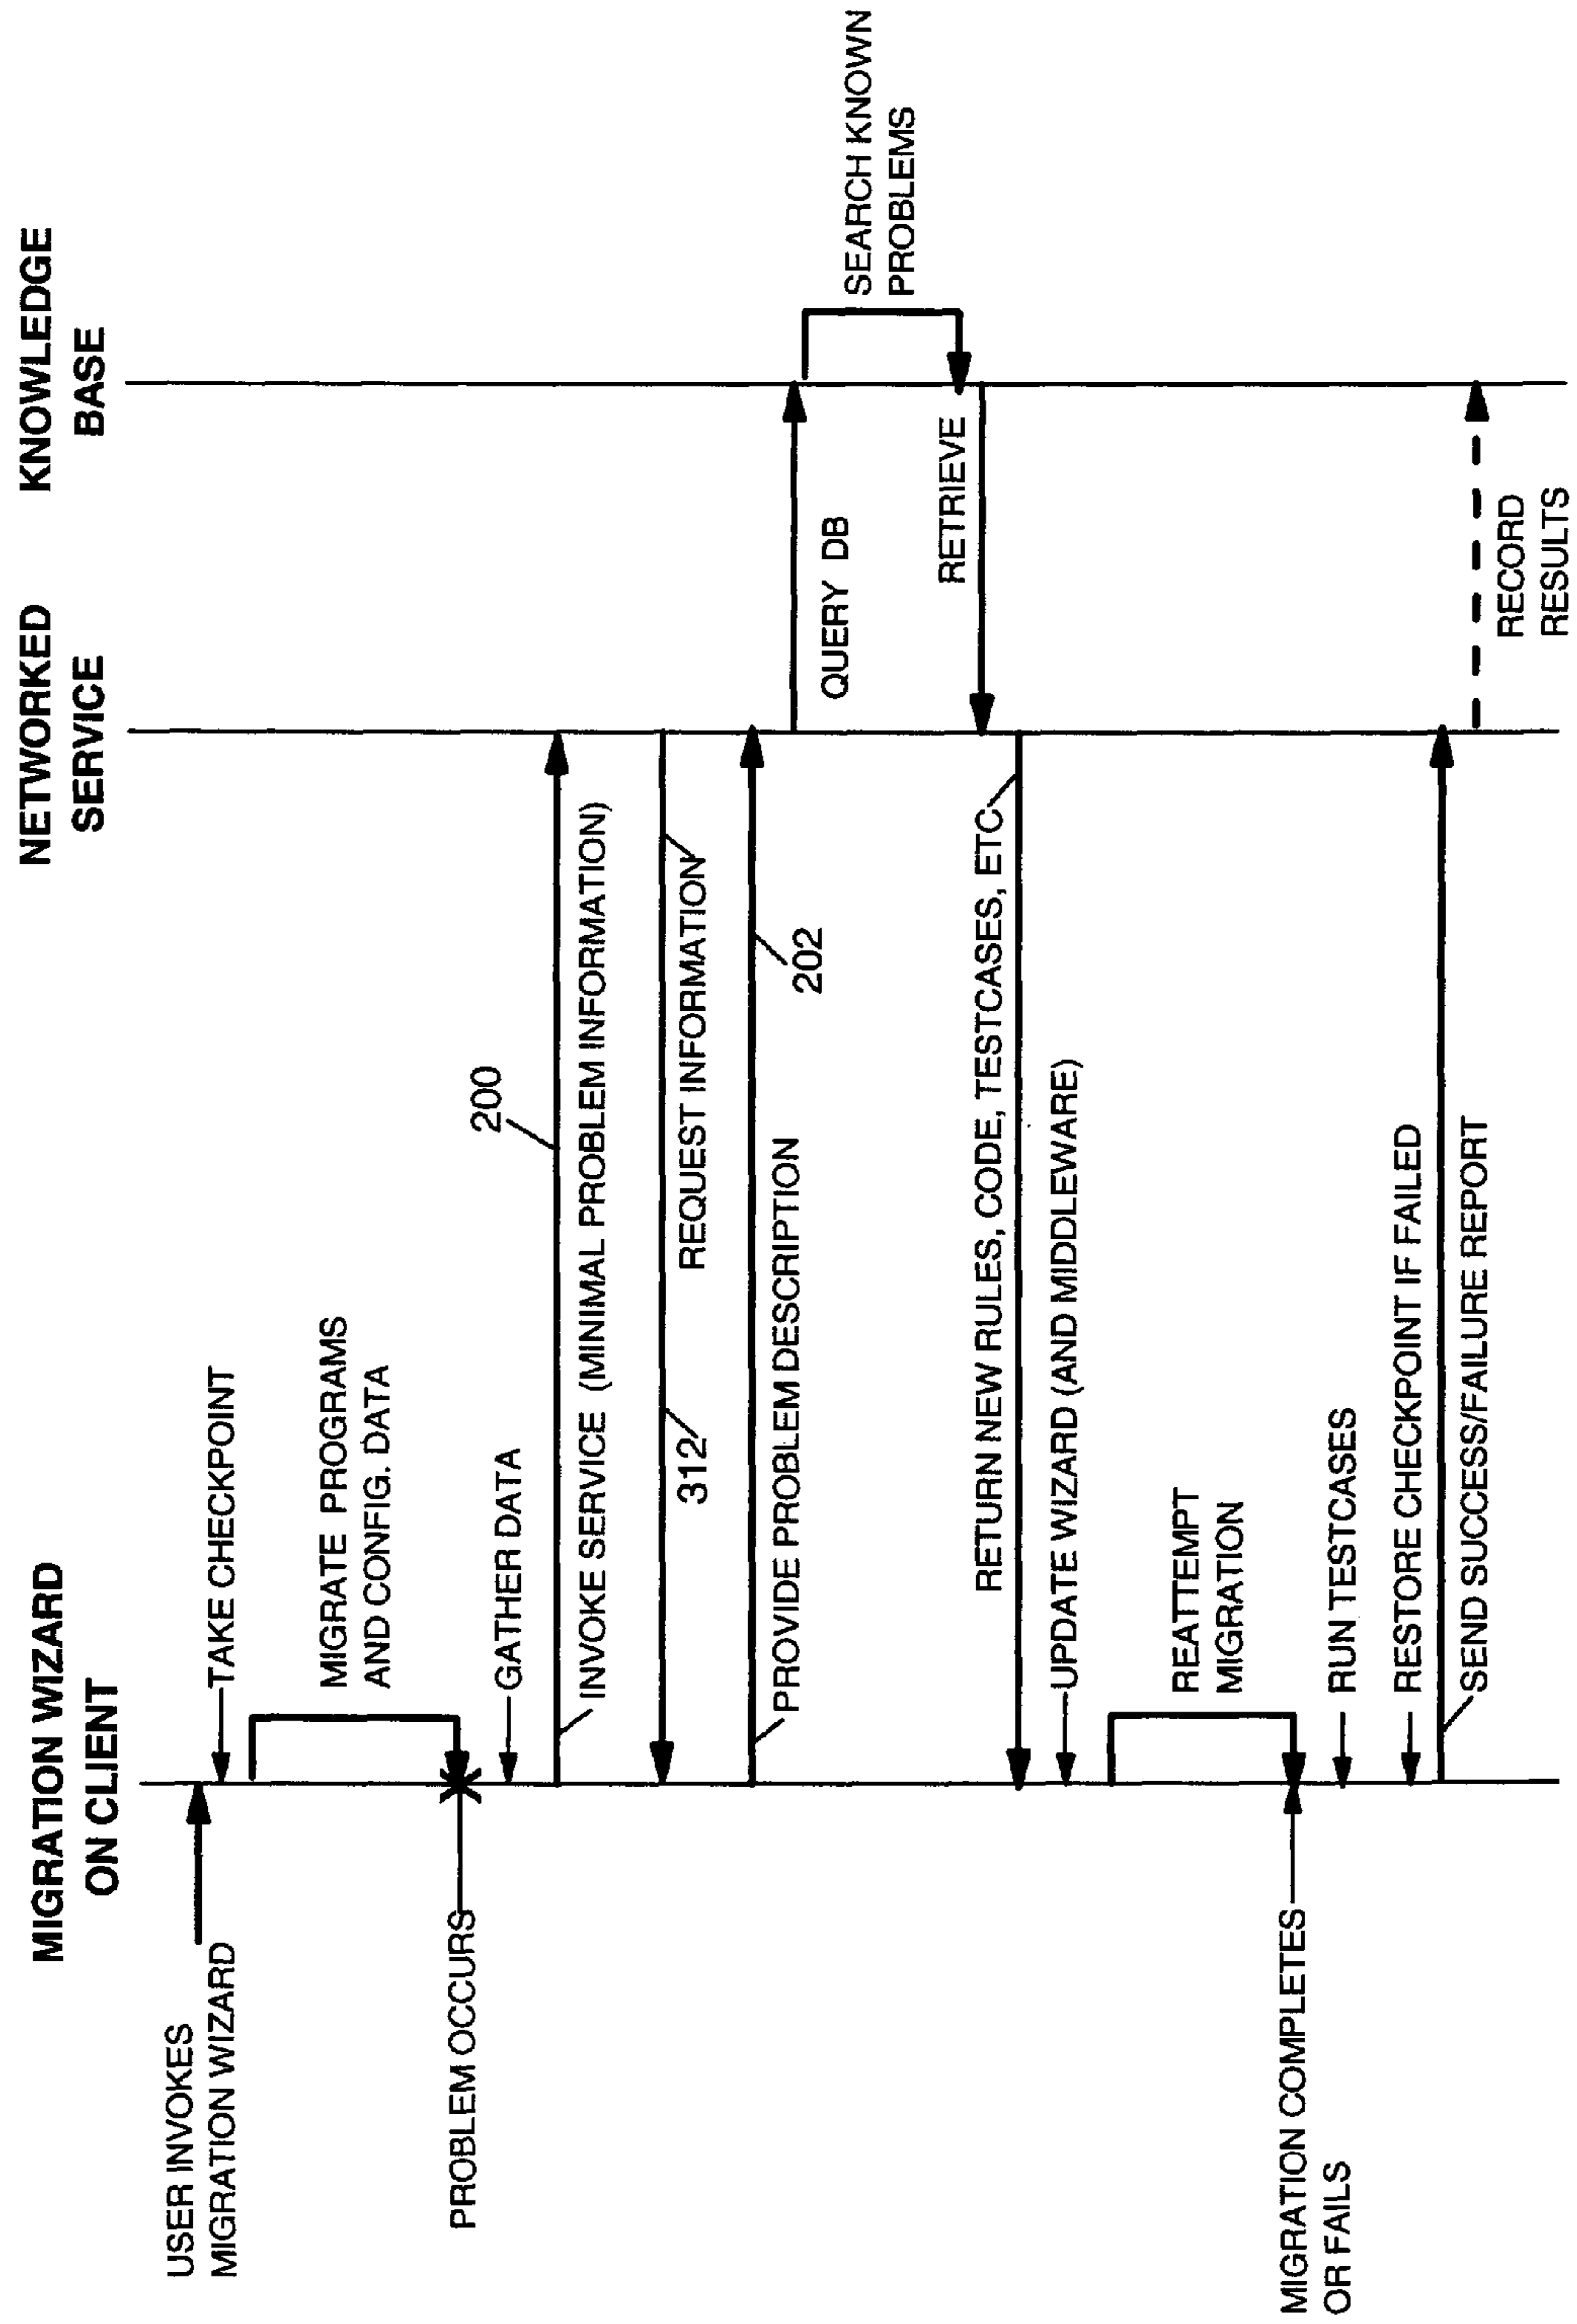 MIGRATION WIZARD
ON CLIENT
NETWORKED
SERVICE
KNOWLEDGE
BASE
USER INVOKES
MIGRATION WIZARD
TAKE CHECKPOINT
MIGRATE PROGRAMS
AND CONFIG. DATA
PROBLEM OCCURS
GATHER DATA
200
INVOKE SERVICE (MINIMAL PROBLEM INFORMATION)
312
REQUEST INFORMATION
202
PROVIDE PROBLEM DESCRIPTION
QUERY DB
SEARCH KNOWN
PROBLEMS
RETRIEVE
RETURN NEW RULES, CODE, TESTCASES, ETC
UPDATE WIZARD (AND MIDDLEWARE)
REATTEMPT
MIGRATION
MIGRATION COMPLETES
OR FAILS
RUN TESTCASES
RESTORE CHECKPOINT IF FAILED
SEND SUCCESS/FAILURE REPORT
RECORD
RESULTS